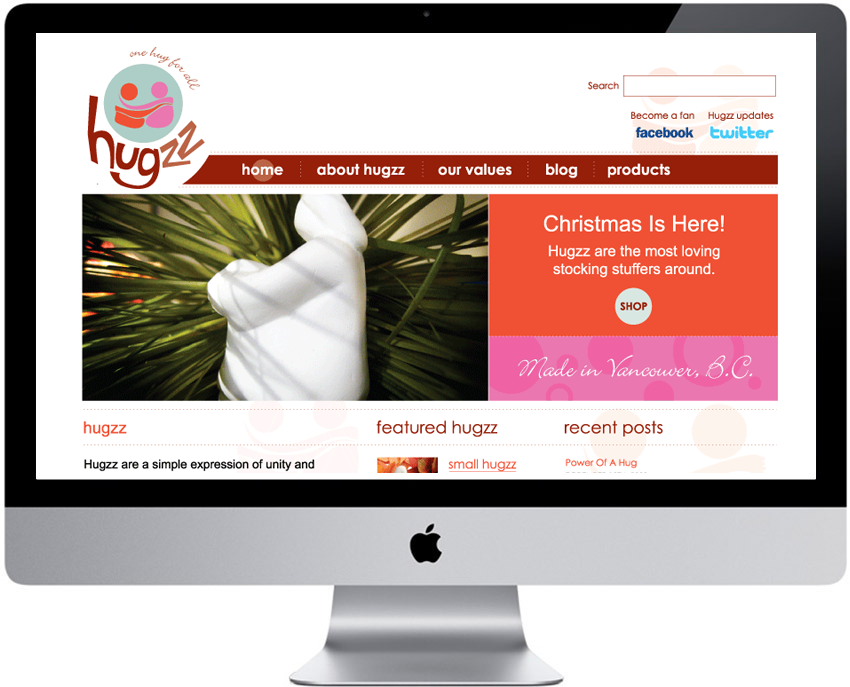 one hug for all
hugzz
Search
Become a fan
Hugzz updates
facebook
twitter
home
about hugzz
our values
blog
products
Christmas Is Here!
Hugzz are the most loving
stocking stuffers around.
SHOP
Made in Vancouver, B.C.
hugzz
featured hugzz
recent posts
Hugzz are a simple expression of unity and
small hugzz
Power Of A Hug